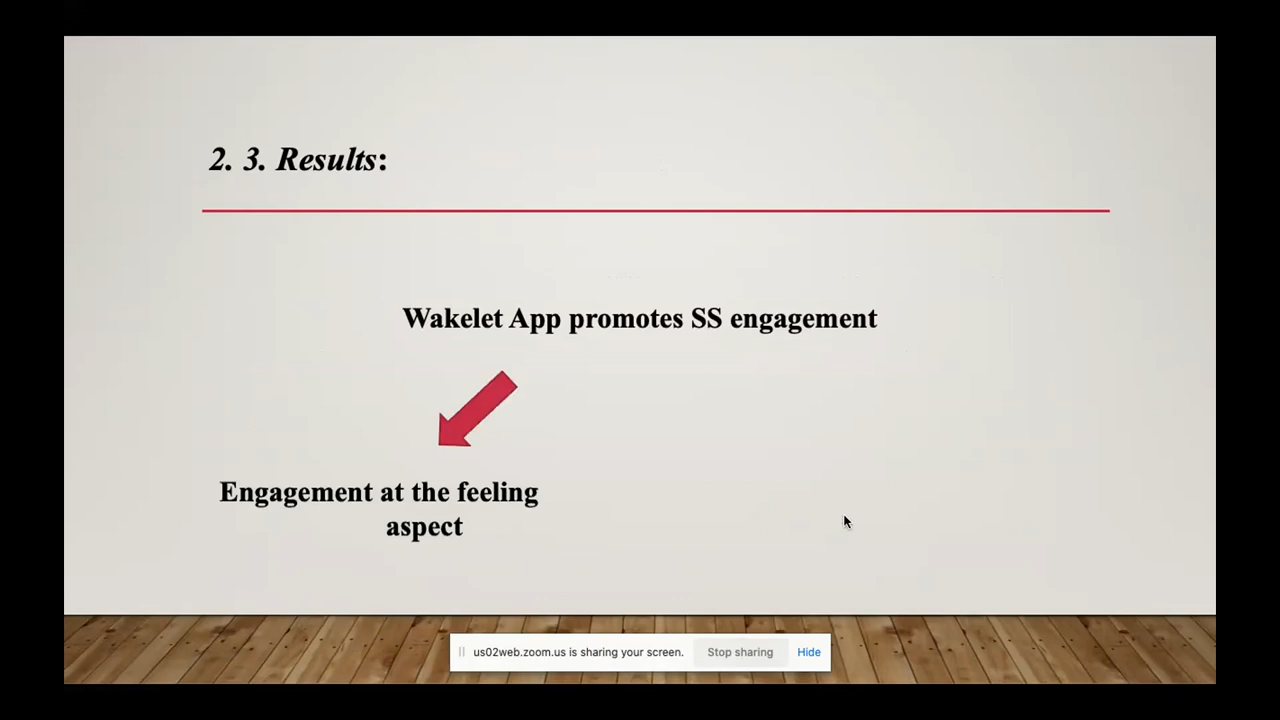 2. 3. Results:
Wakelet App promotes SS engagement
Engagement at the feeling
aspect
us02web.zoom.us is sharing your screen.
Stop sharing
Hide